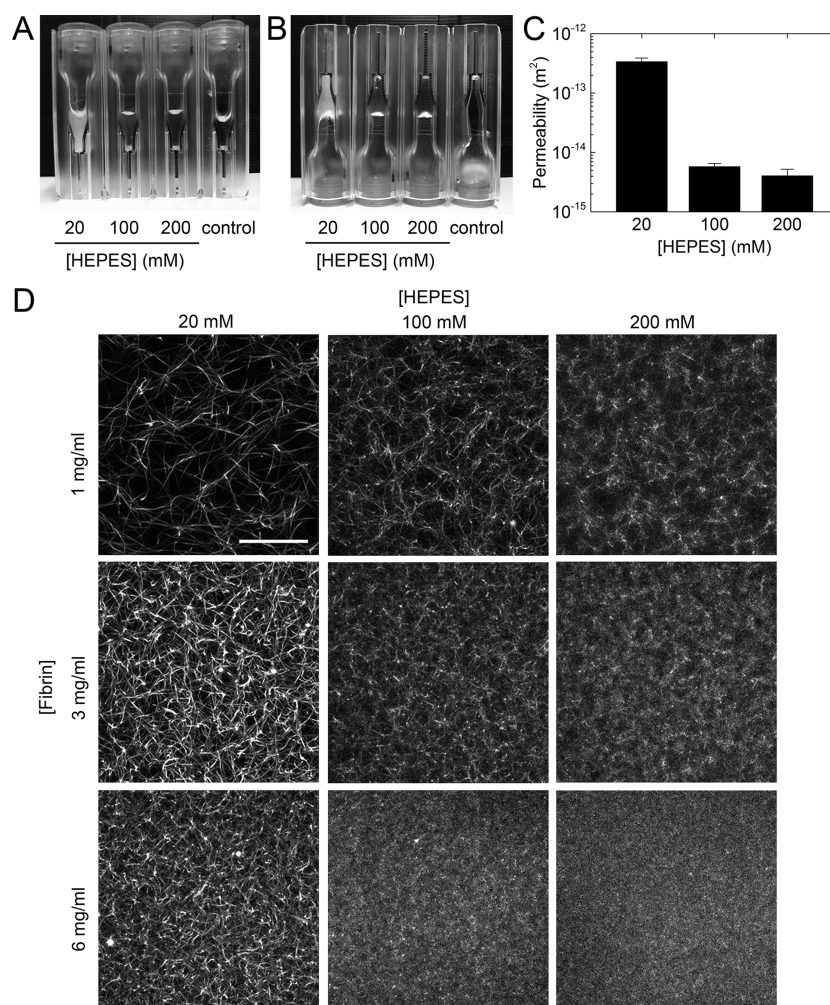 A
B
C
20 100 200 control
[HEPES] (mM)
20 100 200 control
[HEPES] (mM)
Permeability (m²)
10⁻¹²
10⁻¹³
10⁻¹⁴
10⁻¹⁵
20 100 200
[HEPES] (mM)
D
[HEPES]
20 mM 100 mM 200 mM
[Fibrin]
1 mg/ml
3 mg/ml
6 mg/ml